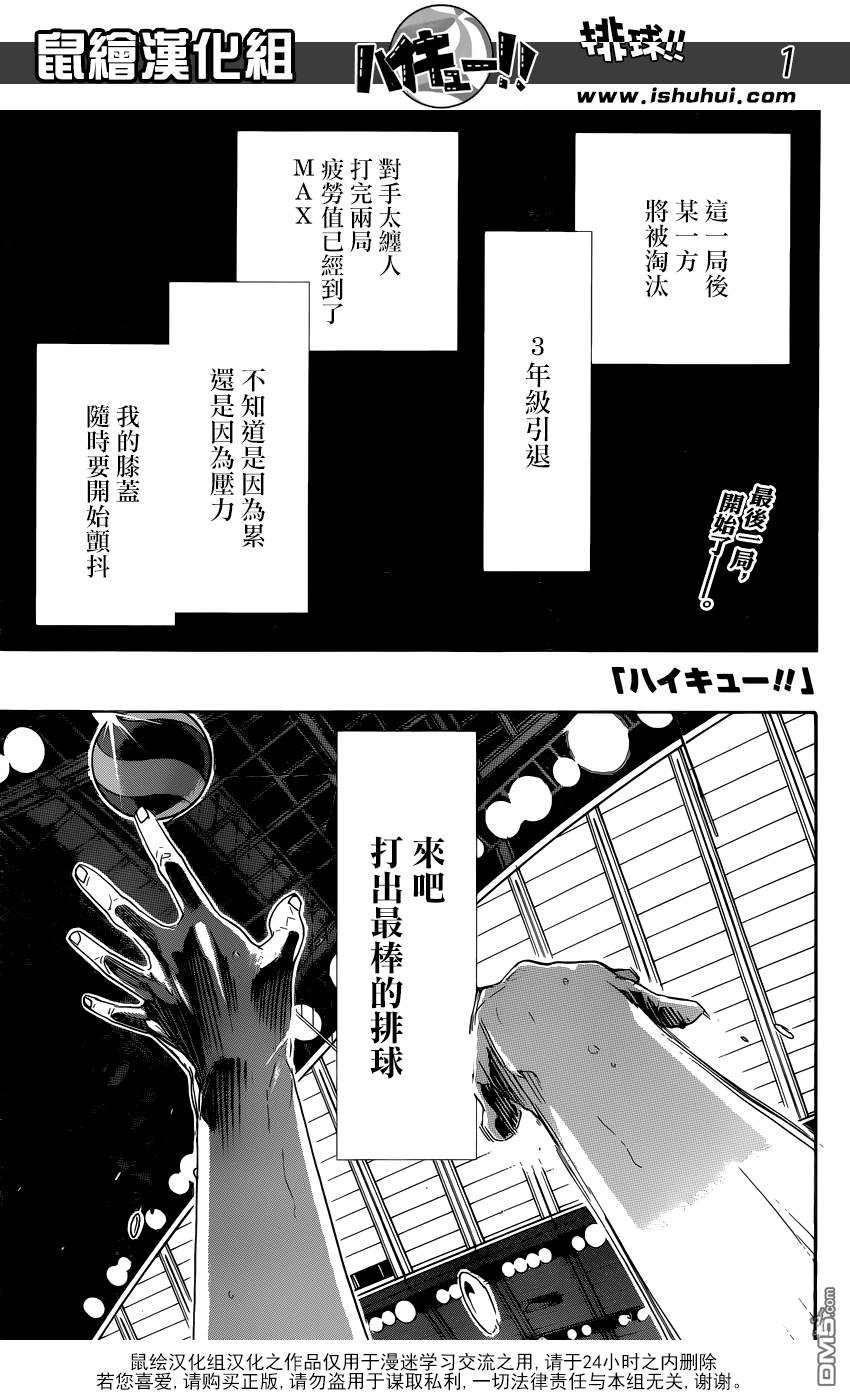 鼠繪漢化組
ハイキュー!!
排球!!
1
www.ishuhui.com
這一局後
某一方
將被淘汰
3年級引退
對手太纏人
打完兩局
疲勞值已經到了
MAX
不知道是因為累
還是因為壓力
我的膝蓋
隨時要開始顫抖
最後一局,
開始了——。
「ハイキュー!!」
來吧
打出最棒的排球
DM5.com
鼠绘汉化组汉化之作品仅用于漫迷学习交流之用, 请于24小时之内删除
若您喜爱, 请购买正版, 请勿盗用于谋取私利, 一切法律责任与本组无关, 谢谢。